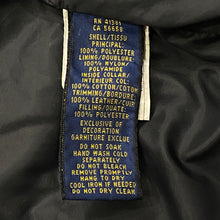 RN 41381
CA 56658
SHELL/TISSU
PRINCIPAL:
100% POLYESTER
LINING/DOUBLURE:
100% NYLON/
POLYAMIDE
INSIDE COLLAR/
INTERIEUR COL:
100% COTTON/COTON
TRIMMING/BORDURE:
100% LEATHER/CUIR
FILLING/DUATE:
100% POLYESTER
EXCLUSIVE OF
DECORATION
GARNITURE EXCLUE
DO NOT SOAK
HAND WASH COLD
SEPARATELY
DO NOT BLEACH
REMOVE PROMPTLY
HANG TO DRY
COOL IRON IF NEEDED
DO NOT DRY CLEAN